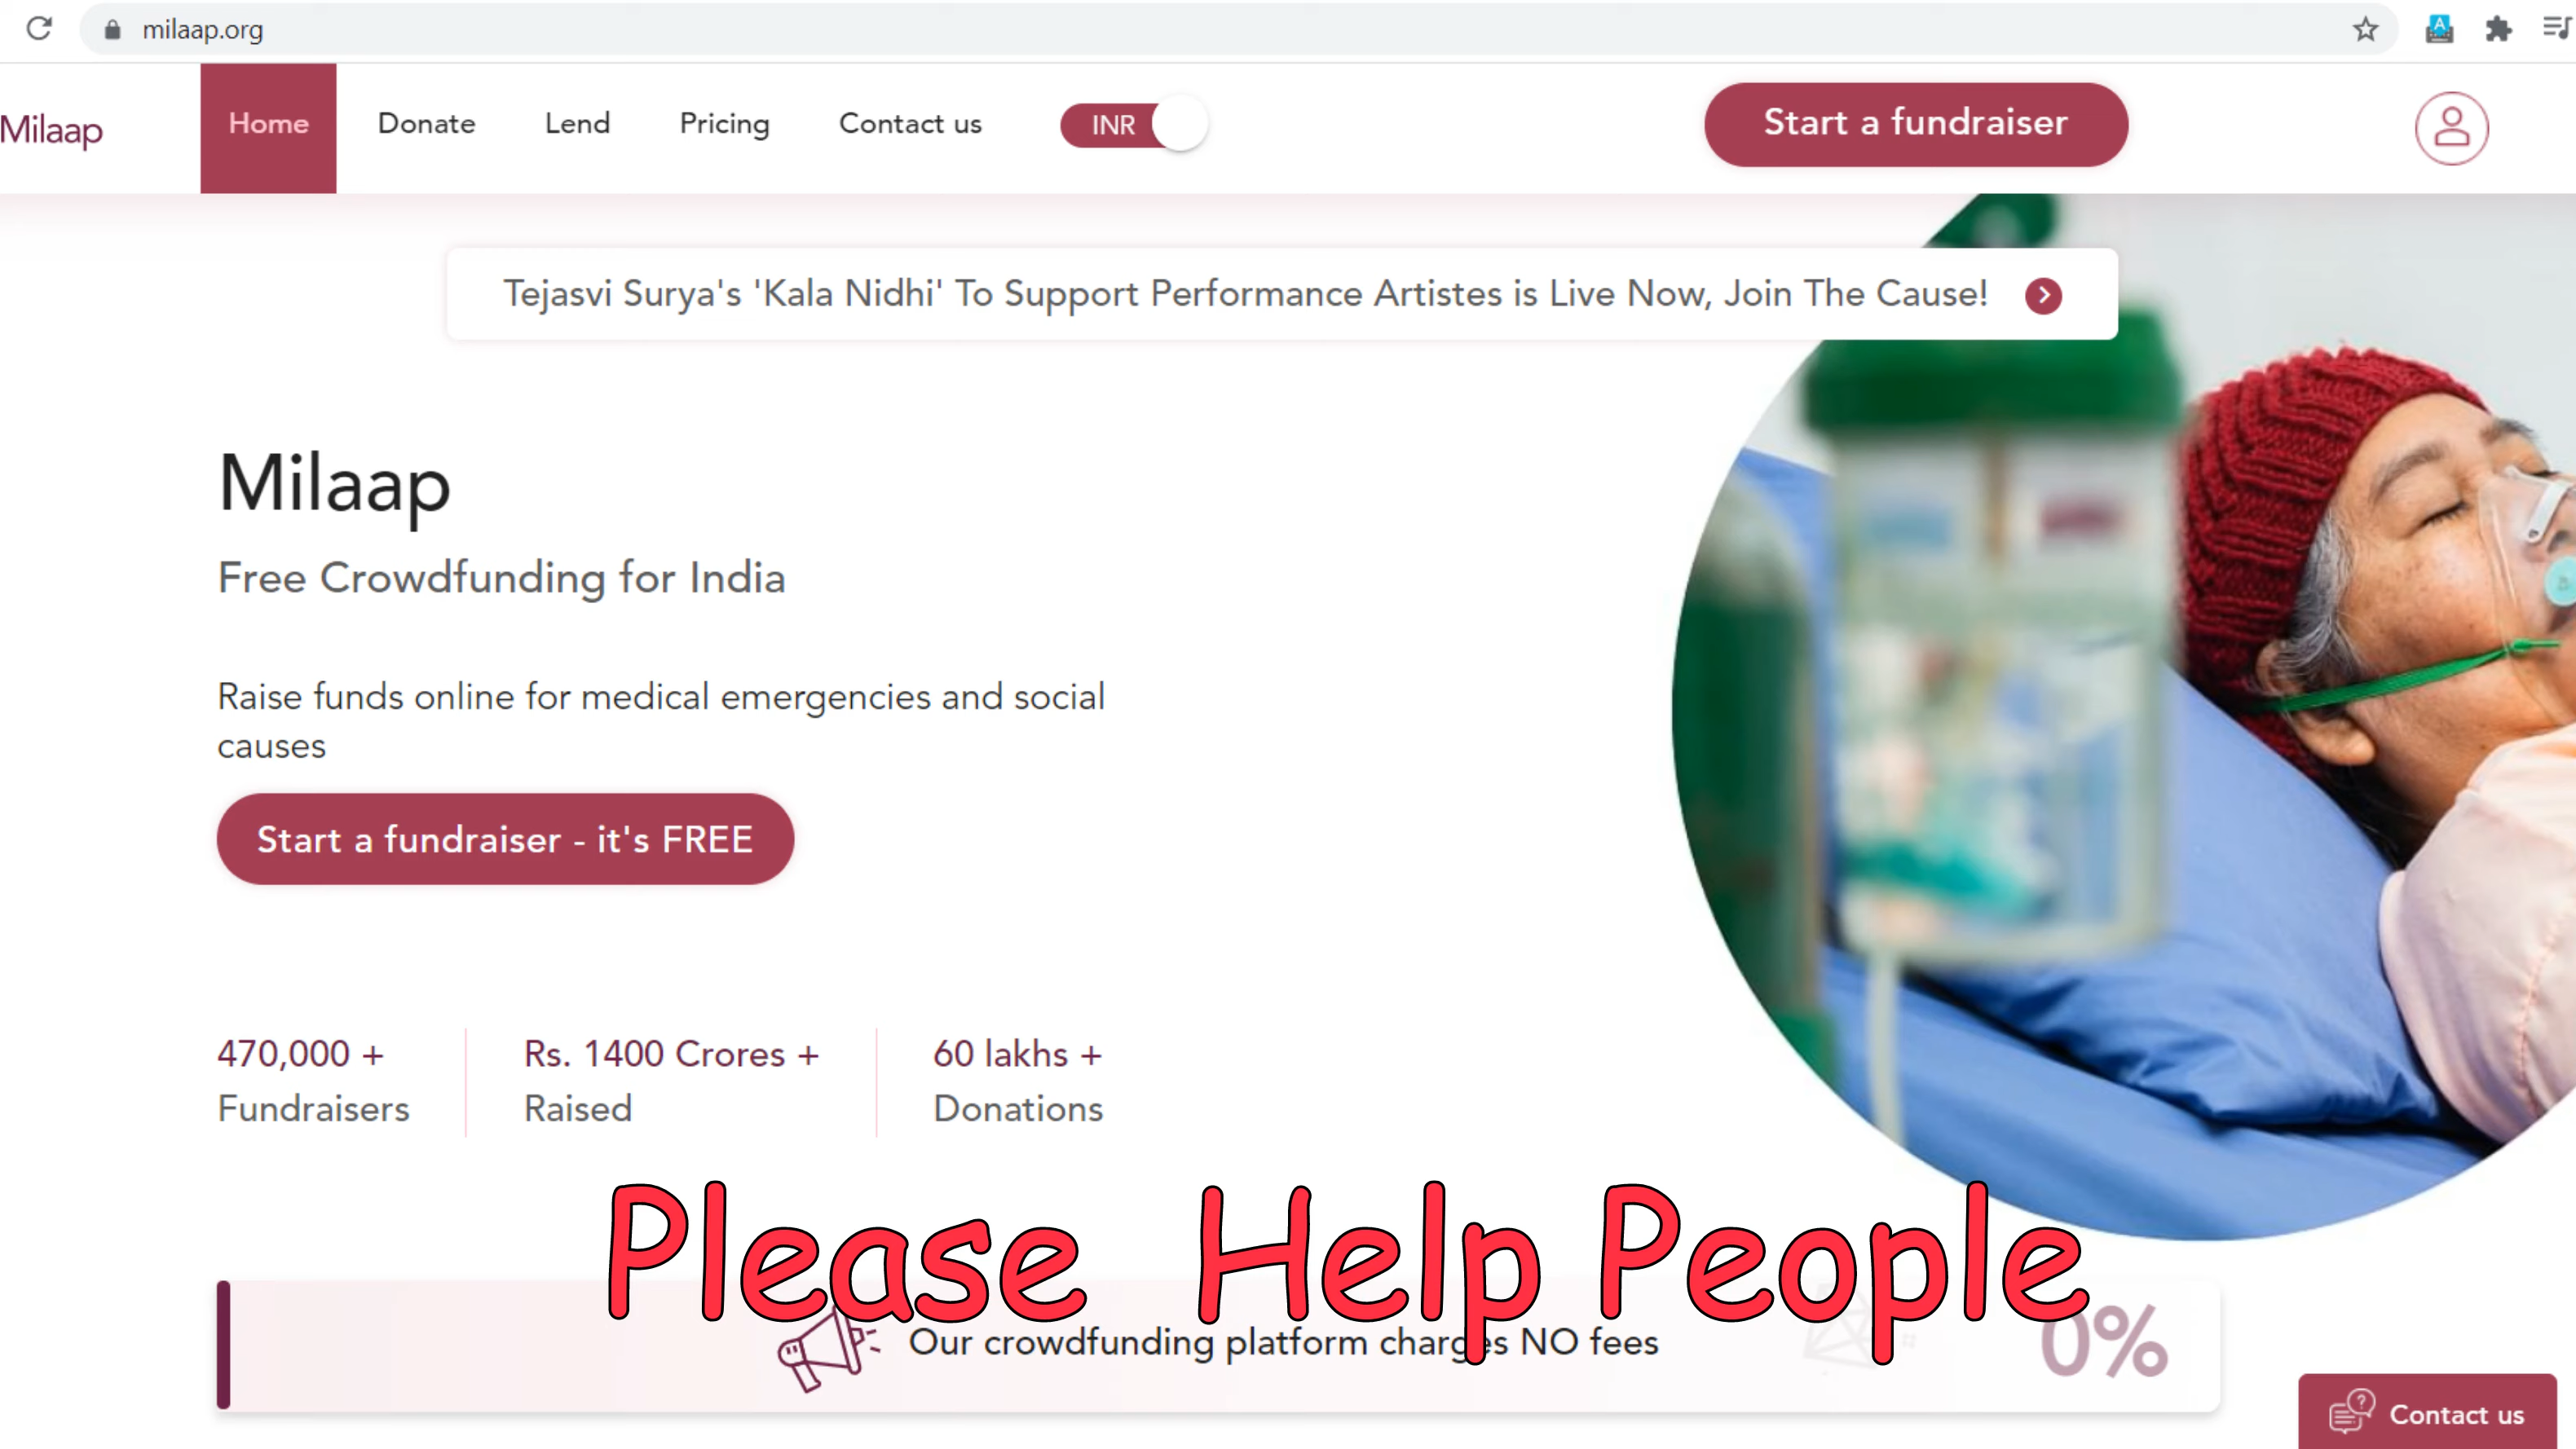 milaap.org
Milaap
Home Donate Lend Pricing Contact us INR Start a fundraiser
Tejasvi Surya's 'Kala Nidhi' To Support Performance Artistes is Live Now, Join The Cause!
Milaap
Free Crowdfunding for India
Raise funds online for medical emergencies and social
causes
Start a fundraiser - it's FREE
470,000 + Rs. 1400 Crores + 60 lakhs +
Fundraisers Raised Donations
Please Help People
Our crowdfunding platform charges NO fees 0%
Contact us